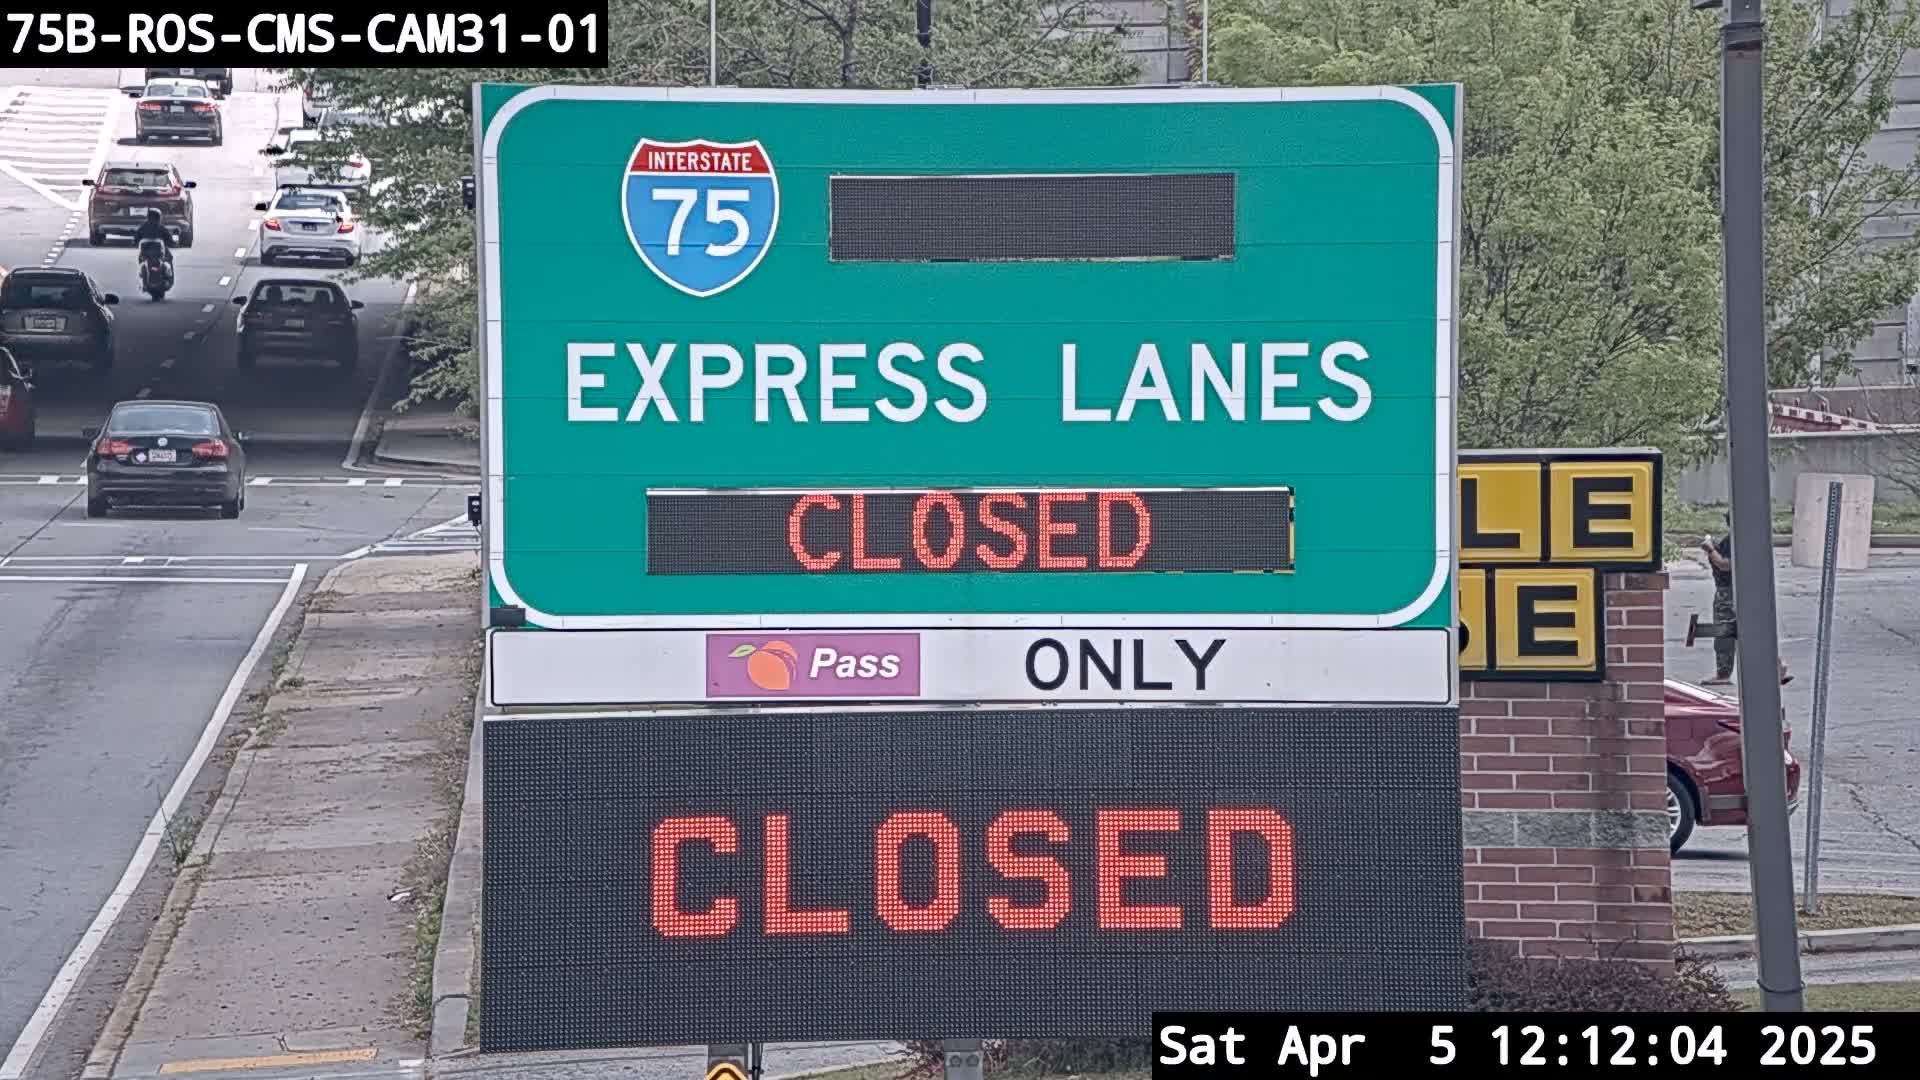 75B-ROS-CMS-CAM31-01
INTERSTATE
75
EXPRESS LANES
CLOSED
Pass ONLY
CLOSED
LE
E
Sat Apr 5 12:12:04 2025